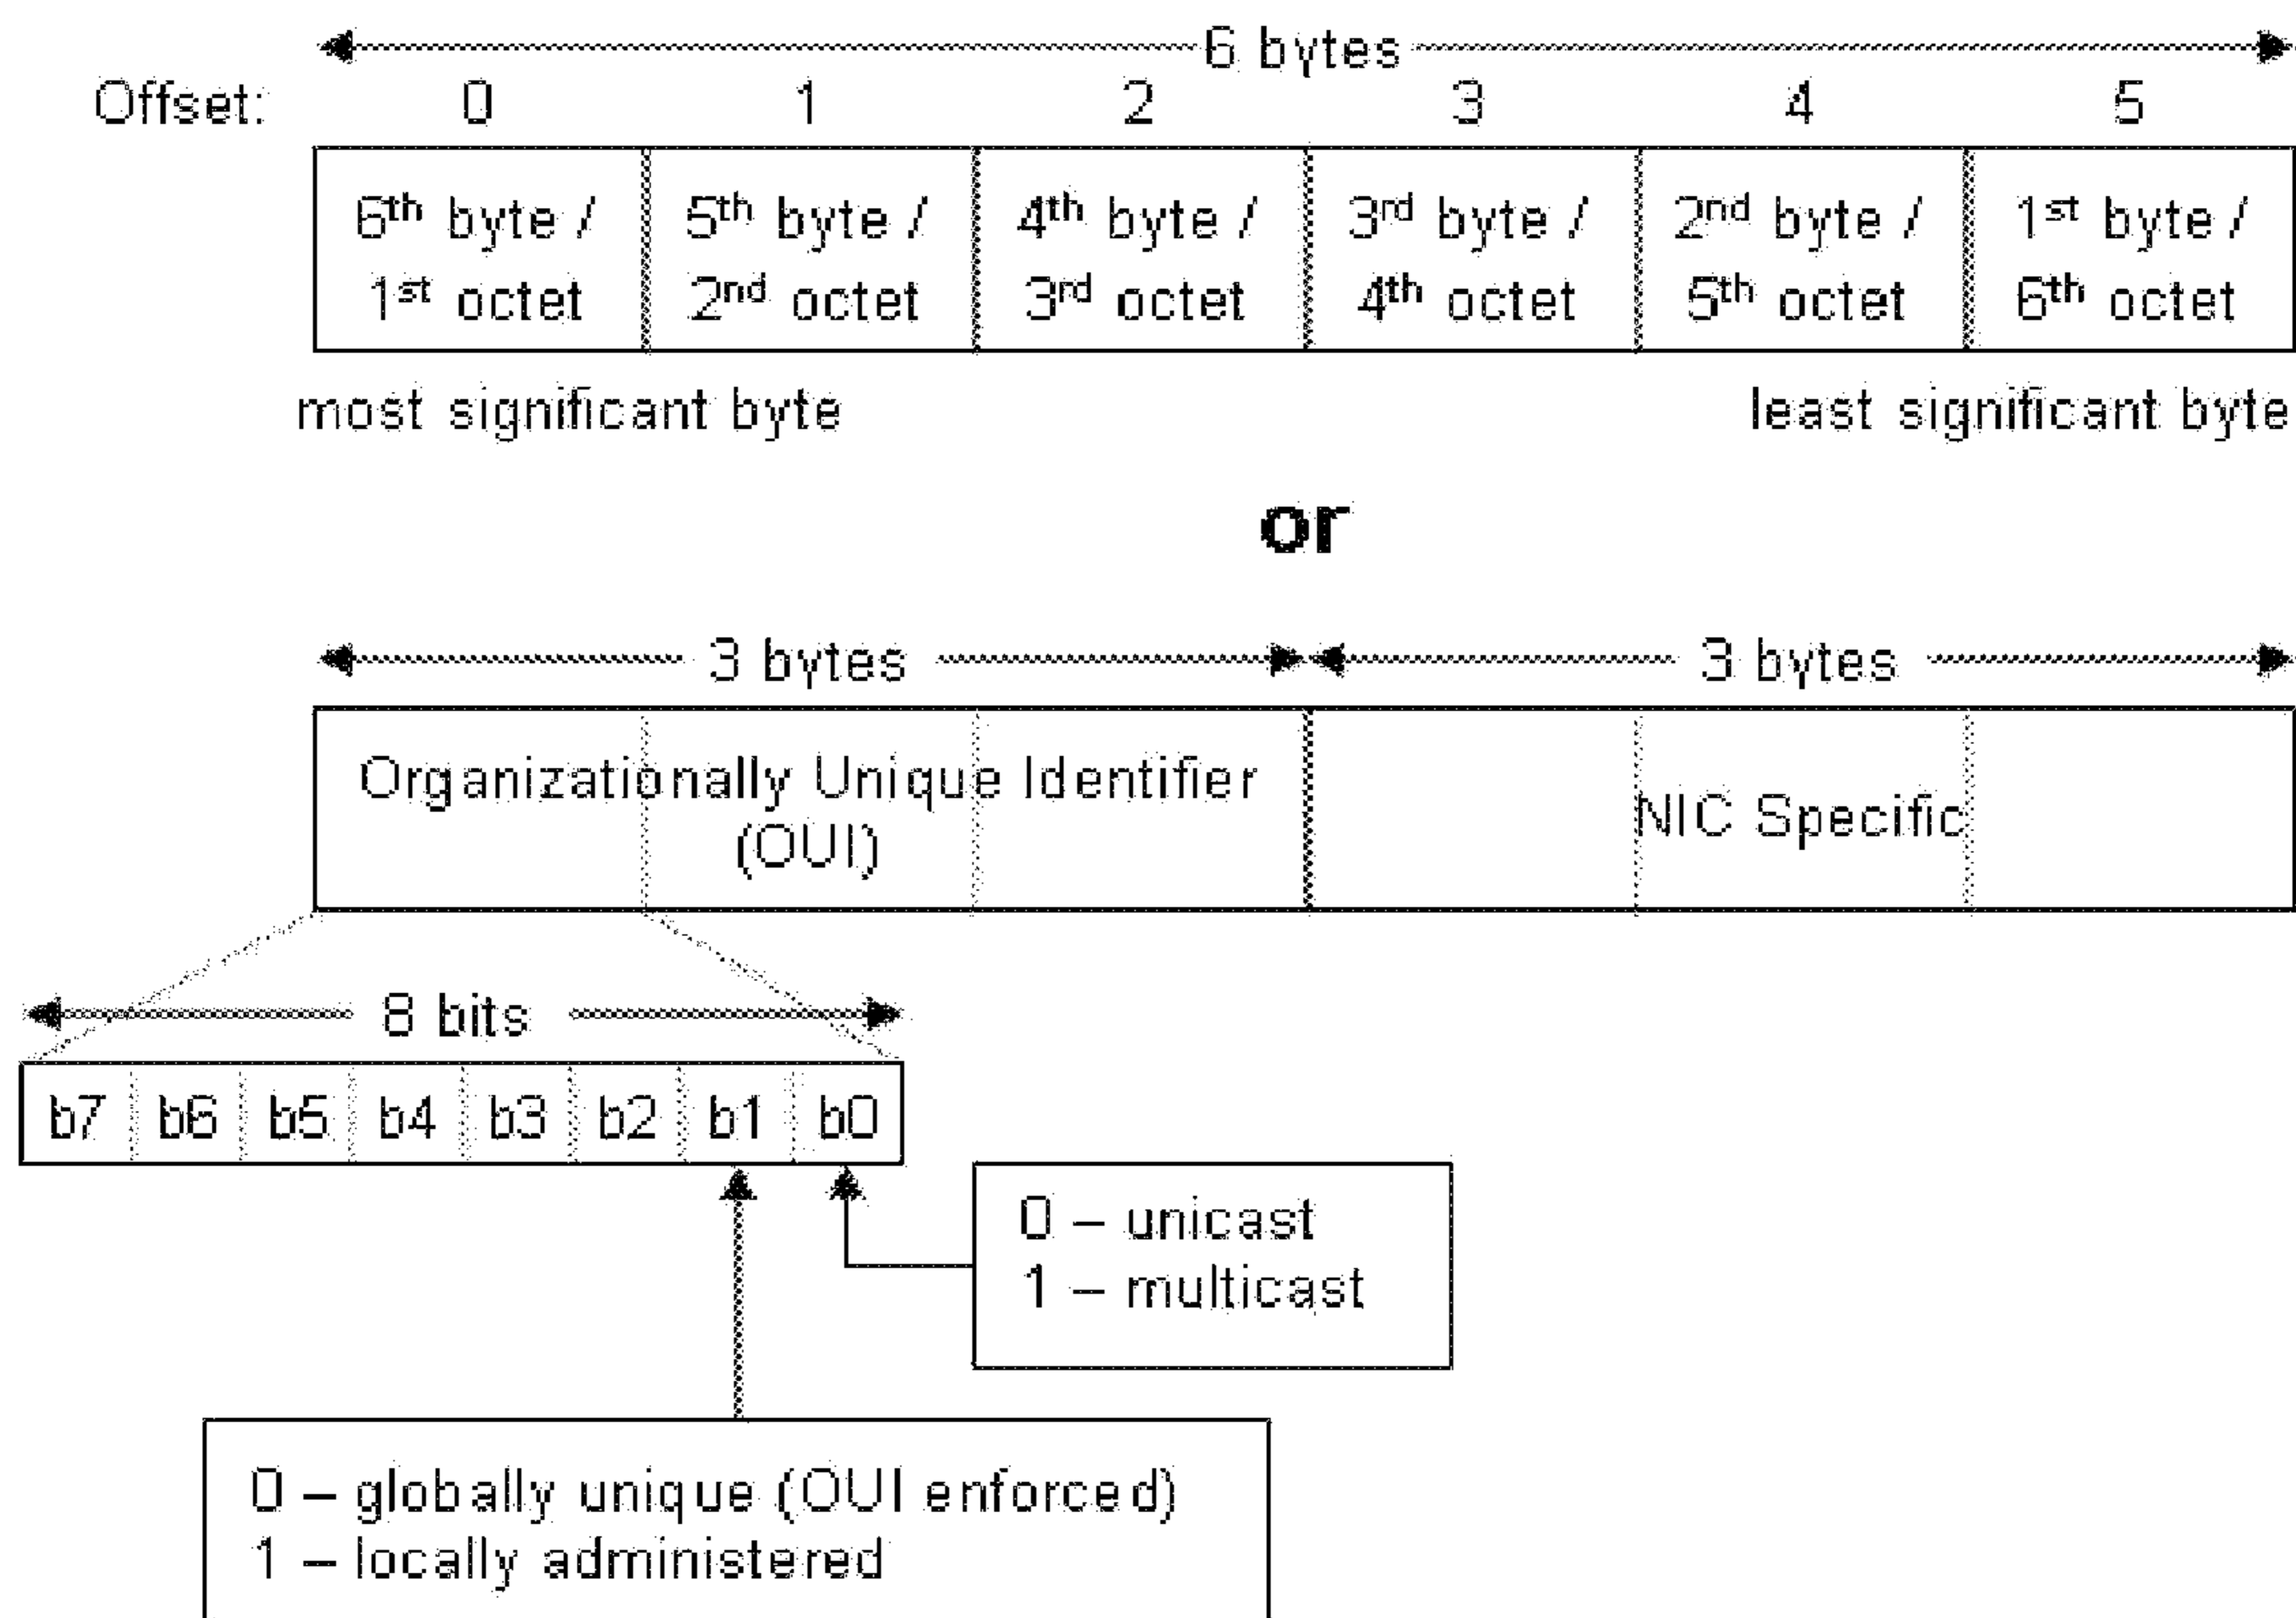 6 bytes
Offset: 0 1 2 3 4 5
6th byte / 5th byte / 4th byte / 3rd byte / 2nd byte / 1st byte /
1st octet 2nd octet 3rd octet 4th octet 5th octet 6th octet
most significant byte least significant byte
or
3 bytes 3 bytes
Organizationally Unique Identifier
(OUI)
NIC Specific
8 bits
b7 b6 b5 b4 b3 b2 b1 b0
0 – unicast
1 – multicast
0 – globally unique (OUI enforced)
1 – locally administered